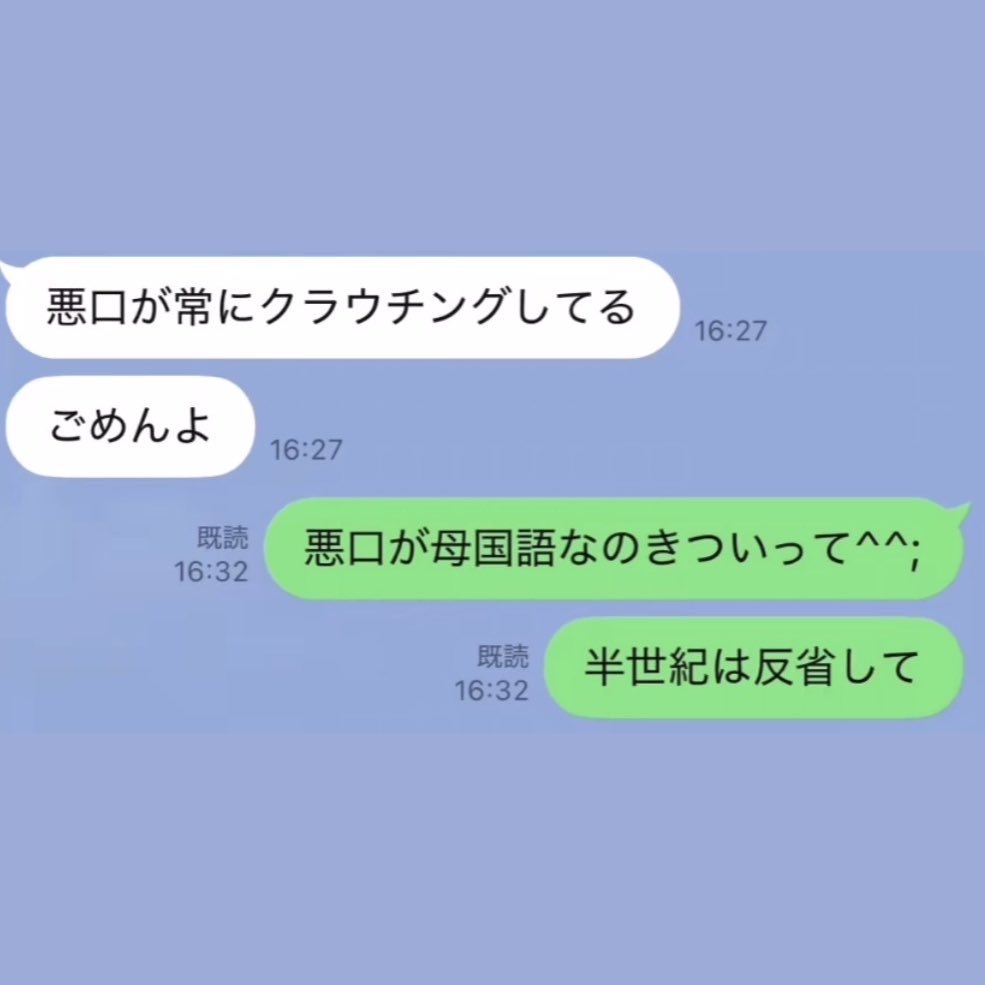 悪口が常にクラウチングしてる
16:27
ごめんよ
16:27
悪口が母国語なのきついって^^;
既読
16:32
半世紀は反省して
既読
16:32